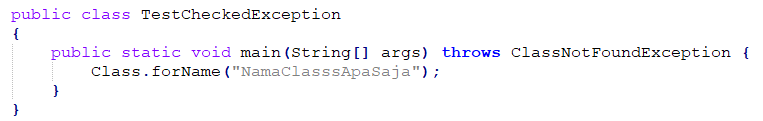 public class TestCheckedException
{
    public static void main(String[] args) throws ClassNotFoundException {
        Class.forName("NamaClasssApaSaja");
    }
}